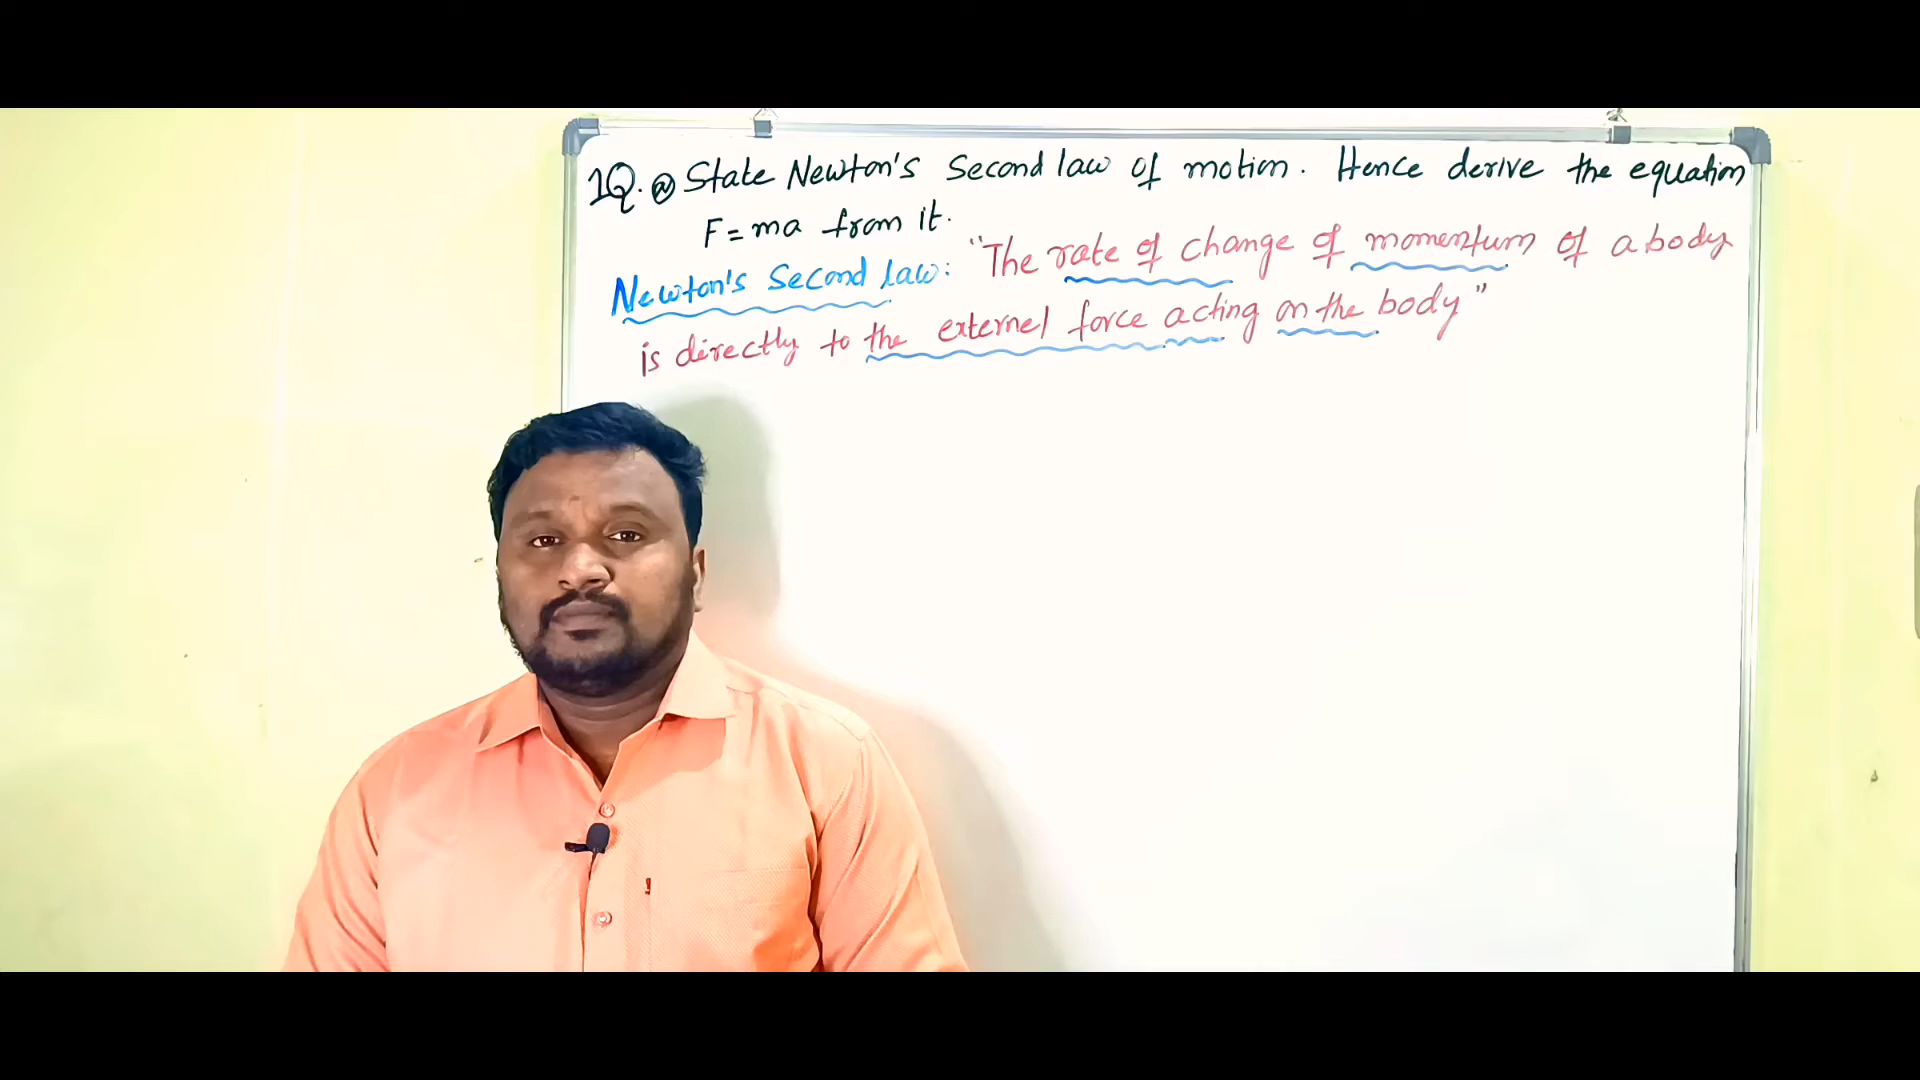 1Q. @ State Newton's Second law of motion. Hence derive the equation
F = ma from it.
Newton's Second law: "The rate of change of momentum of a body
is directly to the external force acting on the body"